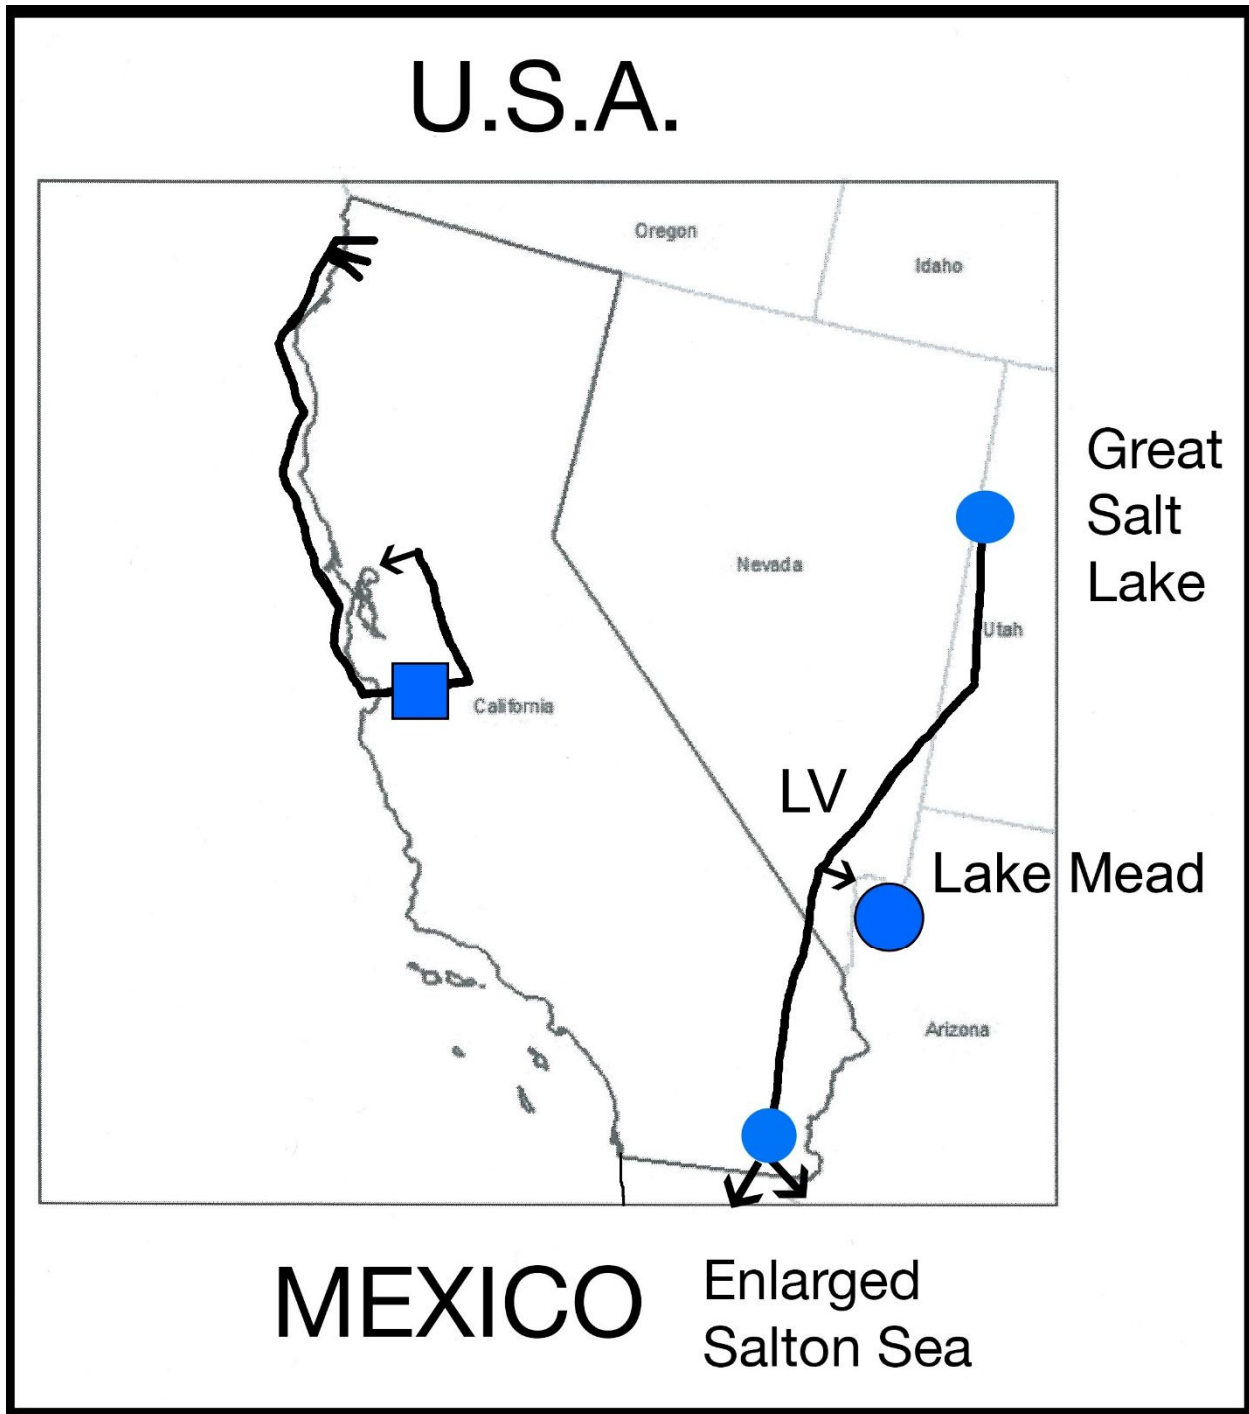 U.S.A.
Oregon
Idaho
Great
Salt
Lake
Nevada
Utah
California
LV
Lake Mead
Arizona
MEXICO
Enlarged
Salton Sea